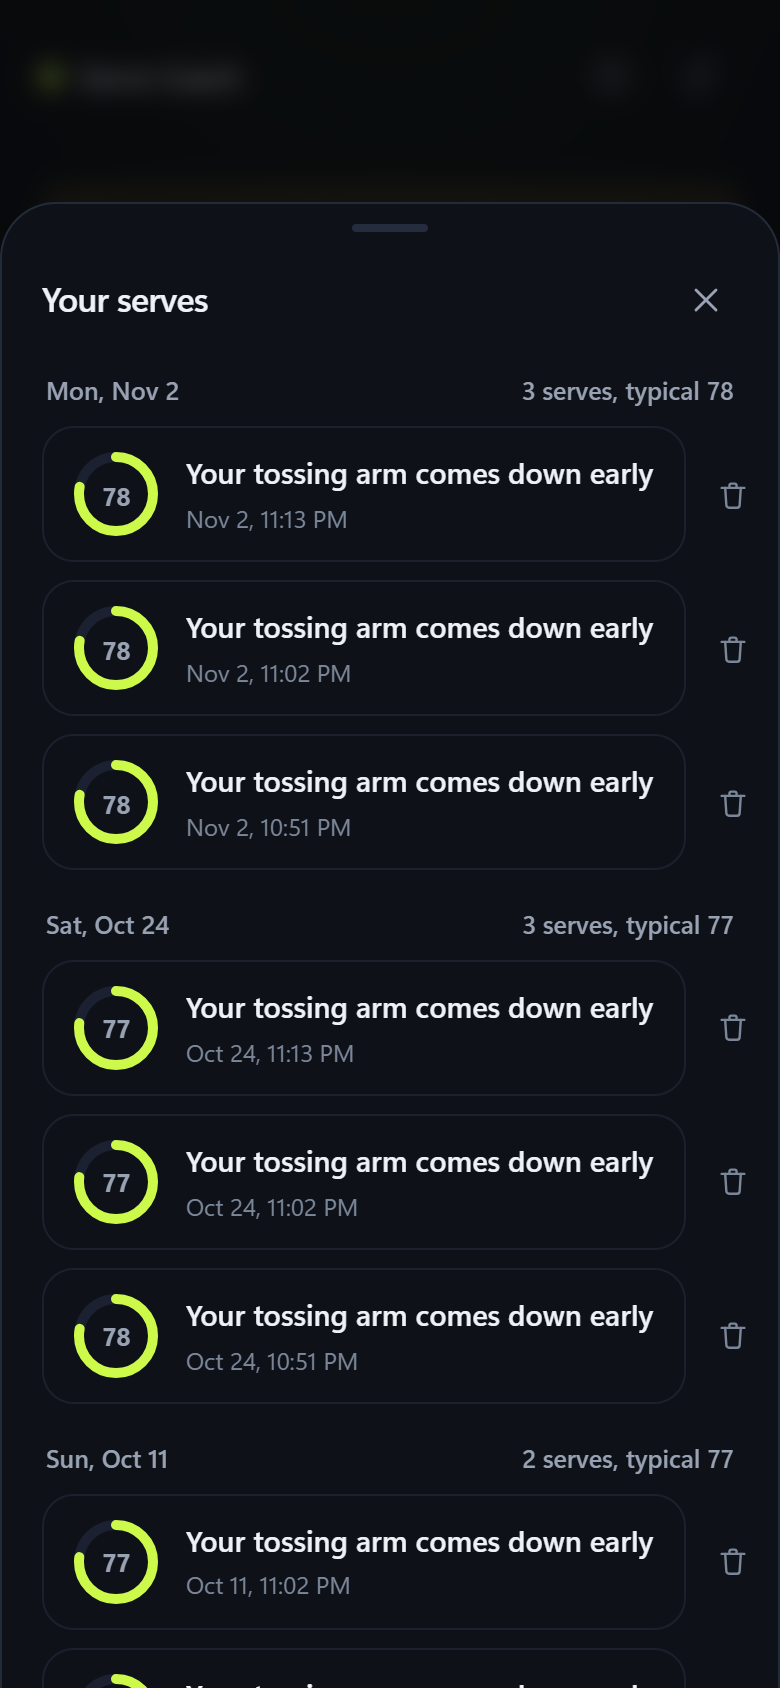 Your serves
Mon, Nov 2
3 serves, typical 78
78
Your tossing arm comes down early
Nov 2, 11:13 PM
78
Your tossing arm comes down early
Nov 2, 11:02 PM
78
Your tossing arm comes down early
Nov 2, 10:51 PM
Sat, Oct 24
3 serves, typical 77
77
Your tossing arm comes down early
Oct 24, 11:13 PM
77
Your tossing arm comes down early
Oct 24, 11:02 PM
78
Your tossing arm comes down early
Oct 24, 10:51 PM
Sun, Oct 11
2 serves, typical 77
77
Your tossing arm comes down early
Oct 11, 11:02 PM